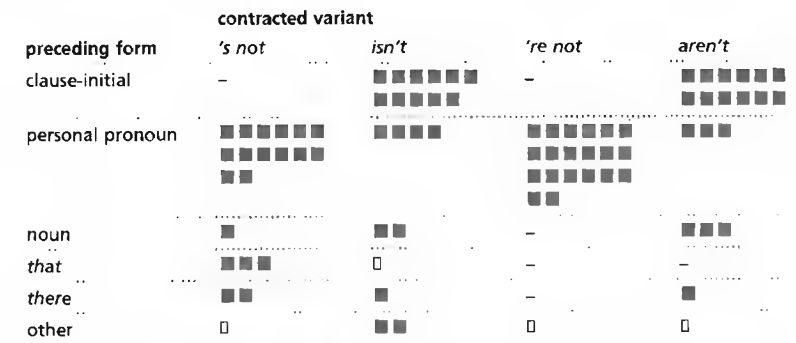 contracted variant
preceding form 's not isn't 're not aren't
clause-initial – –
personal pronoun
noun –
that – –
there –
other